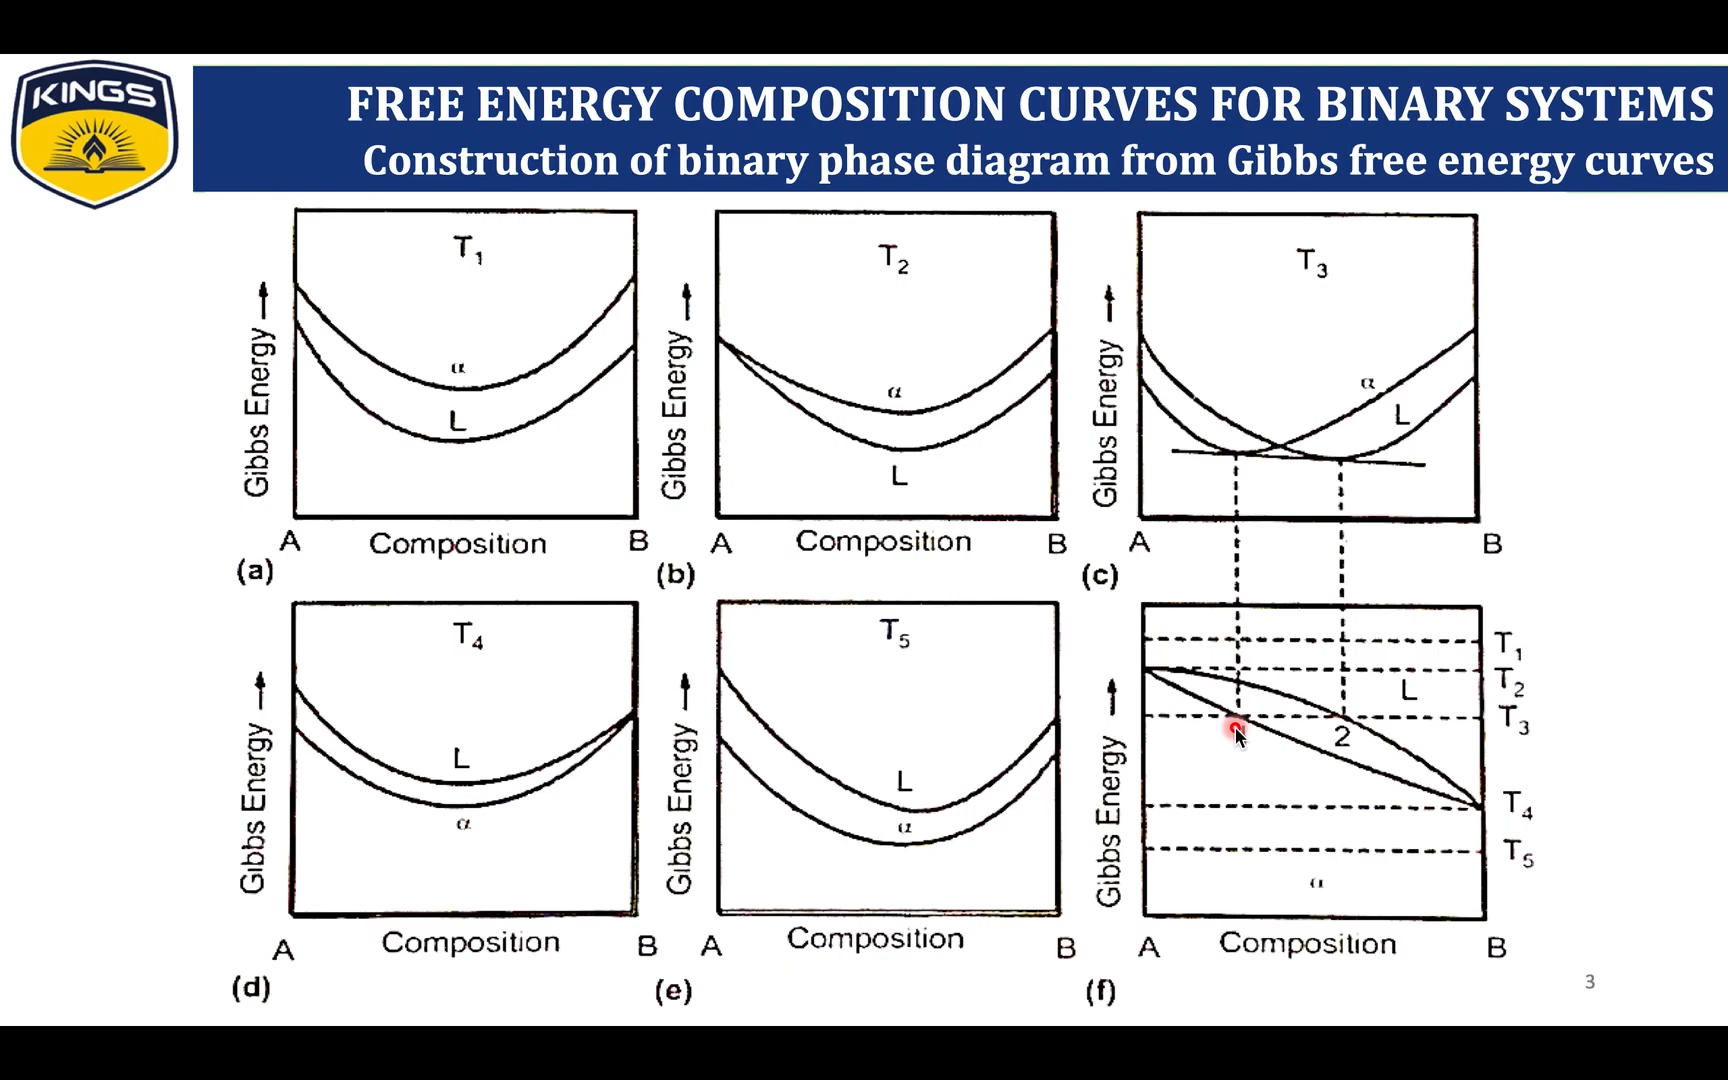 KINGS
FREE ENERGY COMPOSITION CURVES FOR BINARY SYSTEMS
Construction of binary phase diagram from Gibbs free energy curves
T1
Gibbs Energy
α
L
A
Composition
B
(a)
T2
Gibbs Energy
α
L
A
Composition
B
(b)
T3
Gibbs Energy
α
L
A
B
(c)
T4
Gibbs Energy
L
α
A
Composition
B
(d)
T5
Gibbs Energy
L
α
A
Composition
B
(e)
Gibbs Energy
T1
T2
L
T3
2
T4
T5
α
A
Composition
B
(f)
3